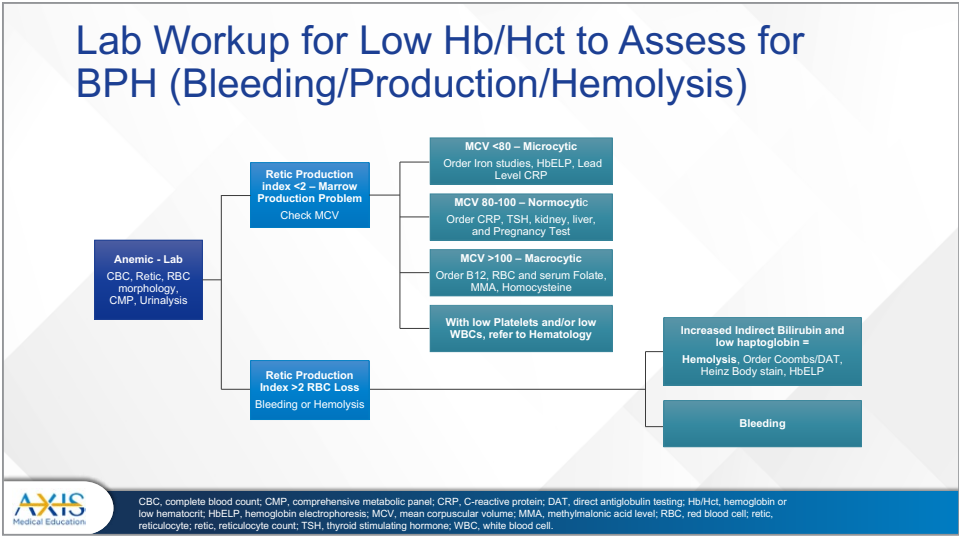 Lab Workup for Low Hb/Hct to Assess for
BPH (Bleeding/Production/Hemolysis)
Anemic - Lab
CBC, Retic, RBC
morphology,
CMP, Urinalysis
Retic Production
index <2 – Marrow
Production Problem
Check MCV
MCV <80 – Microcytic
Order Iron studies, HbELP, Lead
Level CRP
MCV 80-100 – Normocytic
Order CRP, TSH, kidney, liver,
and Pregnancy Test
MCV >100 – Macrocytic
Order B12, RBC and serum Folate,
MMA, Homocysteine
With low Platelets and/or low
WBCs, refer to Hematology
Retic Production
Index >2 RBC Loss
Bleeding or Hemolysis
Increased Indirect Bilirubin and
low haptoglobin =
Hemolysis, Order Coombs/DAT,
Heinz Body stain, HbELP
Bleeding
AXIS
Medical Education
CBC, complete blood count; CMP, comprehensive metabolic panel; CRP, C-reactive protein; DAT, direct antiglobulin testing; Hb/Hct, hemoglobin or
low hematocrit; HbELP, hemoglobin electrophoresis; MCV, mean corpuscular volume; MMA, methylmalonic acid level; RBC, red blood cell; retic,
reticulocyte; retic, reticulocyte count; TSH, thyroid stimulating hormone; WBC, white blood cell.